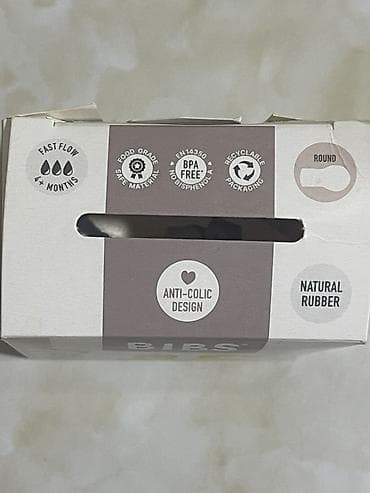 FAST FLOW
4+ MONTHS
FOOD GRADE
SAFE MATERIAL
EN14350
BPA
FREE*
NO BISPHENOL A
RECYCLABLE
PACKAGING
ROUND
ANTI-COLIC
DESIGN
NATURAL
RUBBER
BIBS